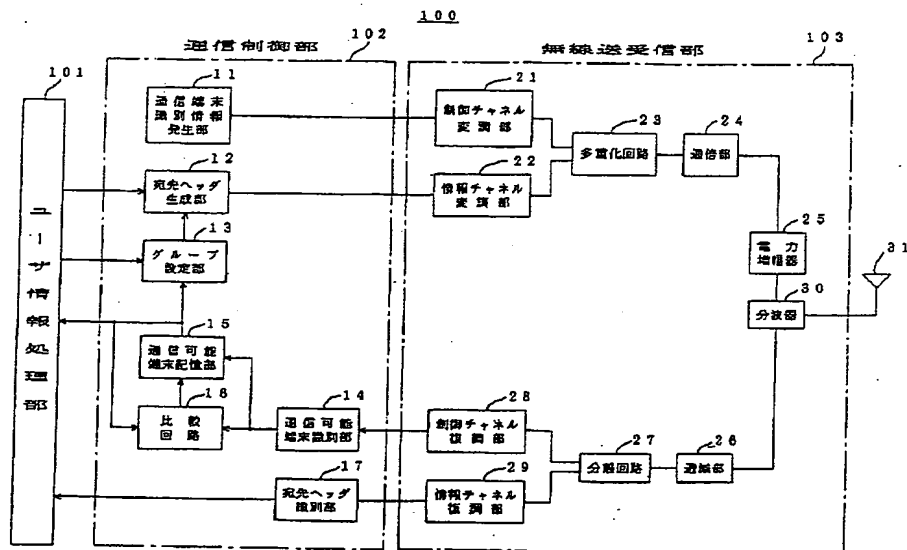 100
通信制御部
102
無線送受信部
103
101
ユーザ情報処理部
11
通信端末
識別情報
発生部
12
宛先ヘッダ
生成部
13
グループ
設定部
15
通信可能
端末記憶部
16
比較
回路
14
通信可能
端末識別部
17
宛先ヘッダ
識別部
21
制御チャネル
変調部
22
情報チャネル
変調部
23
多重化回路
24
逓倍部
25
電力
増幅器
30
分波器
31
28
制御チャネル
復調部
29
情報チャネル
復調部
27
分離回路
26
逓減部